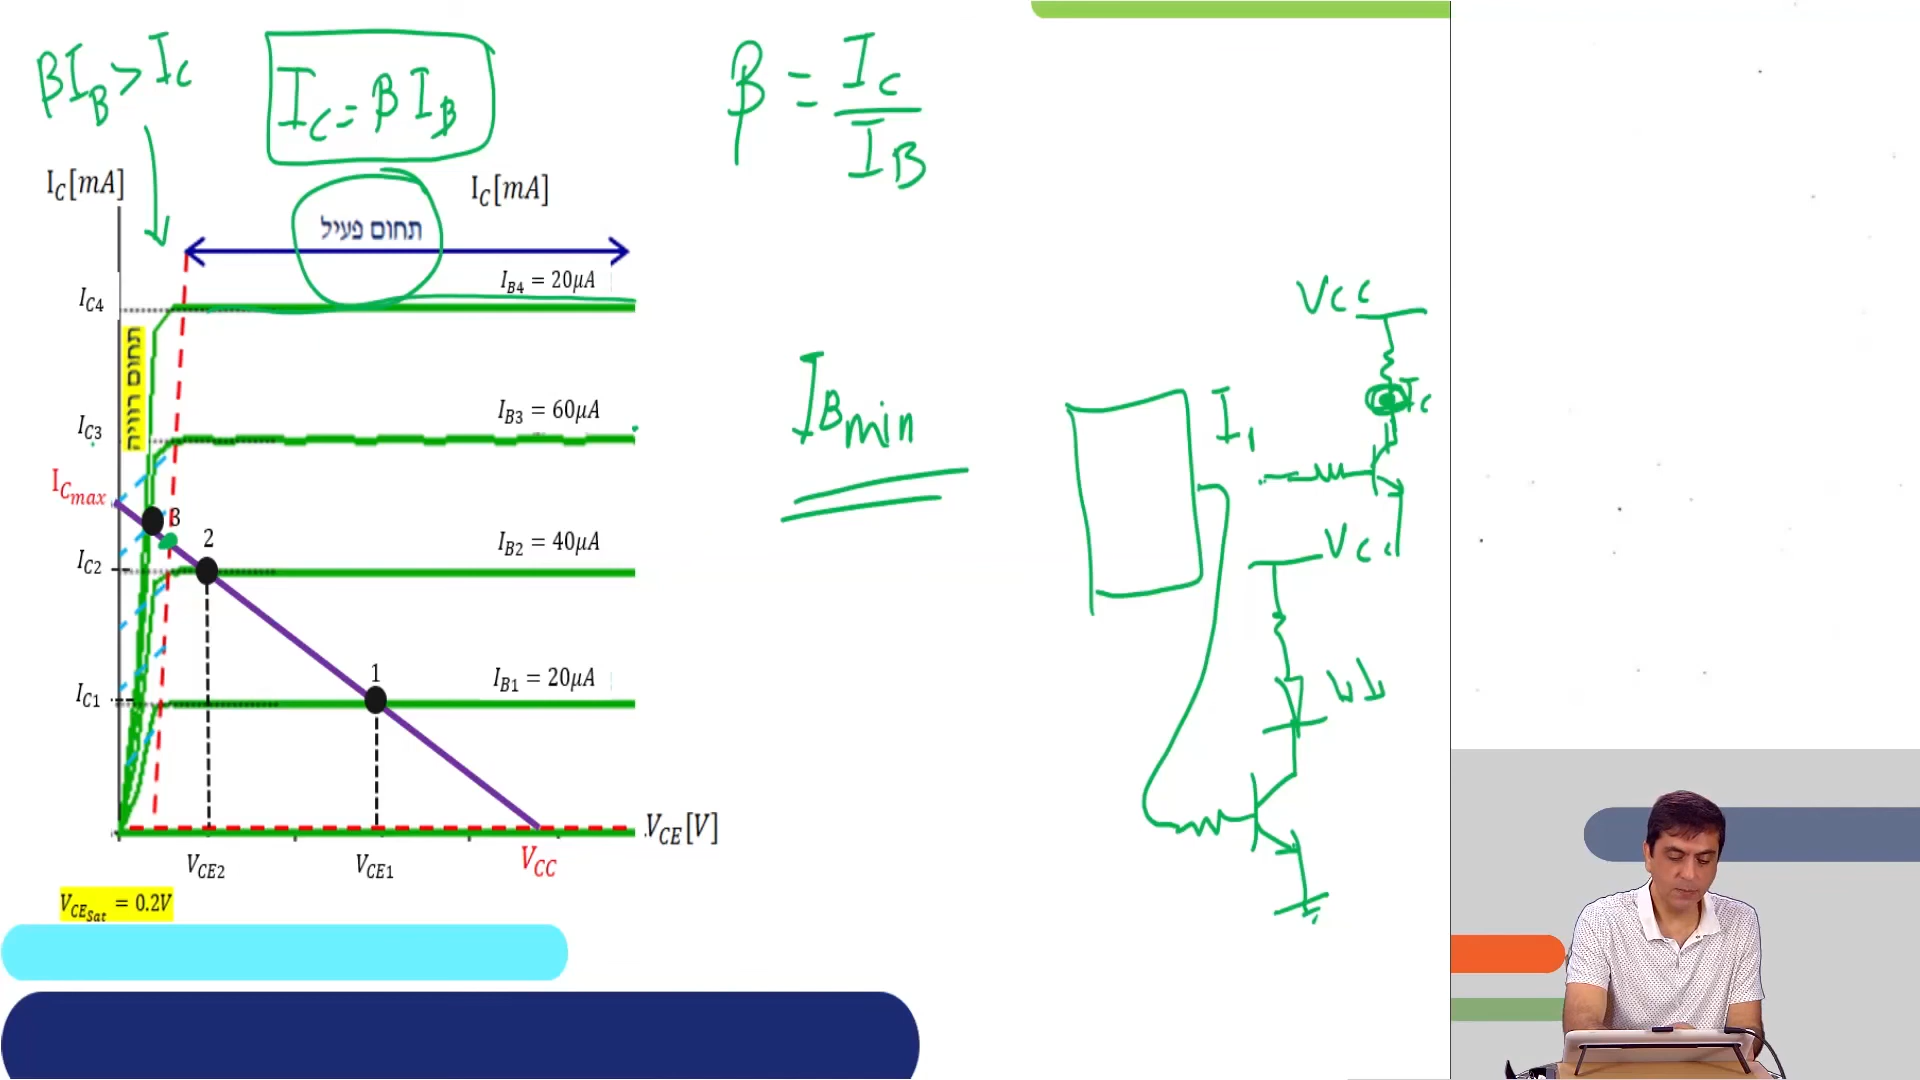 βI_B > I_C
I_C = βI_B
β = I_C / I_B
I_C[mA]
I_C[mA]
תחום פעיל
I_B4 = 20μA
I_C4
תחום רוויה
I_B3 = 60μA
I_C3
I_Cmax
3
2
I_B2 = 40μA
I_C2
1
I_B1 = 20μA
I_C1
V_CE[V]
V_CE2
V_CE1
V_CC
V_CESat = 0.2V
I_Bmin
I_1
VCC
I_C
VCC